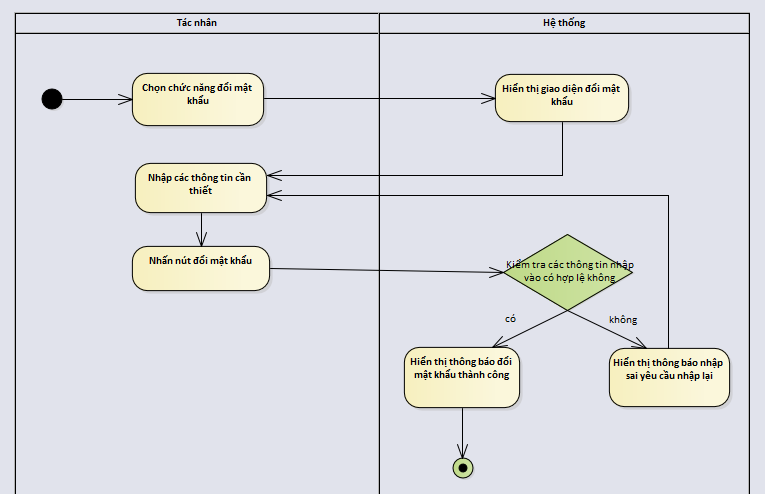 Tác nhân
Hệ thống
Chọn chức năng đổi mật
khẩu
Hiển thị giao diện đổi mật
khẩu
Nhập các thông tin cần
thiết
Nhấn nút đổi mật khẩu
Kiểm tra các thông tin nhập
vào có hợp lệ không
có
không
Hiển thị thông báo đổi
mật khẩu thành công
Hiển thị thông báo nhập
sai yêu cầu nhập lại